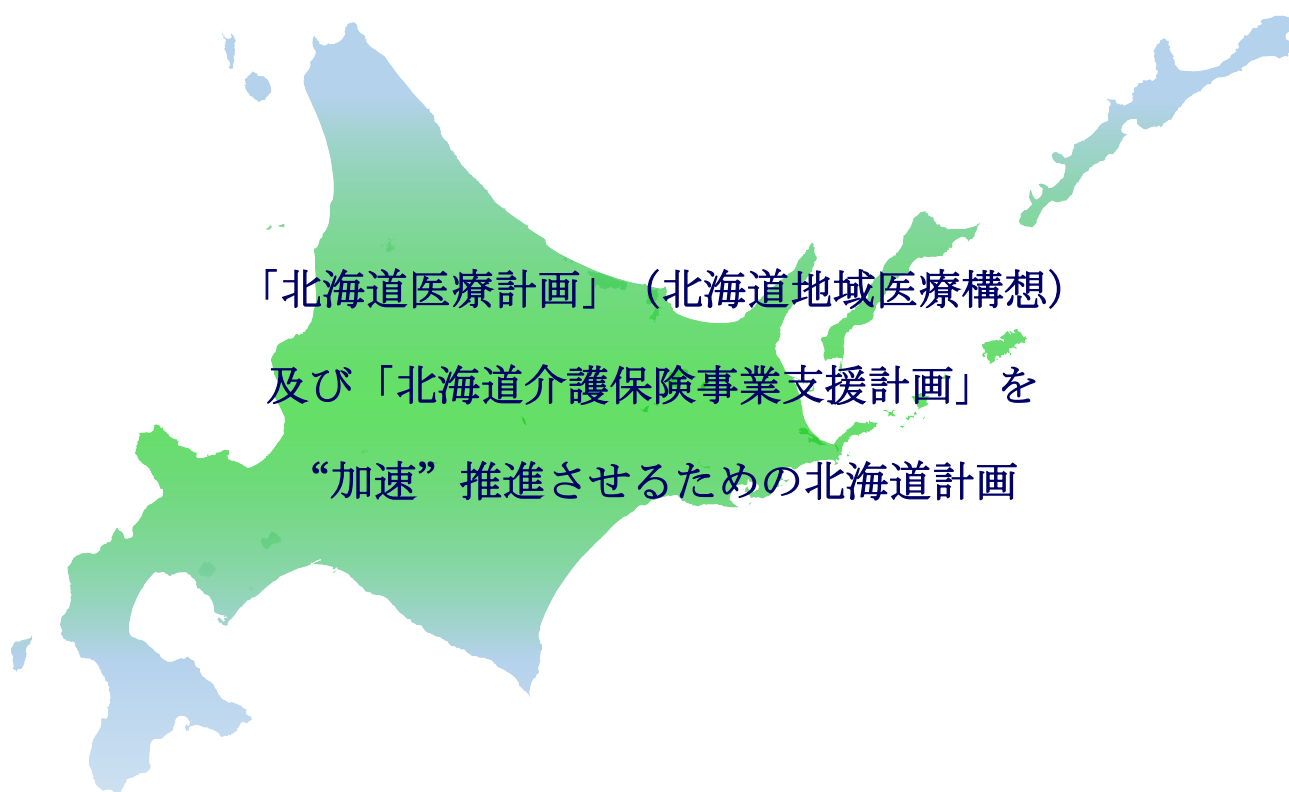 「北海道医療計画」（北海道地域医療構想）
及び「北海道介護保険事業支援計画」を
“加速”推進させるための北海道計画